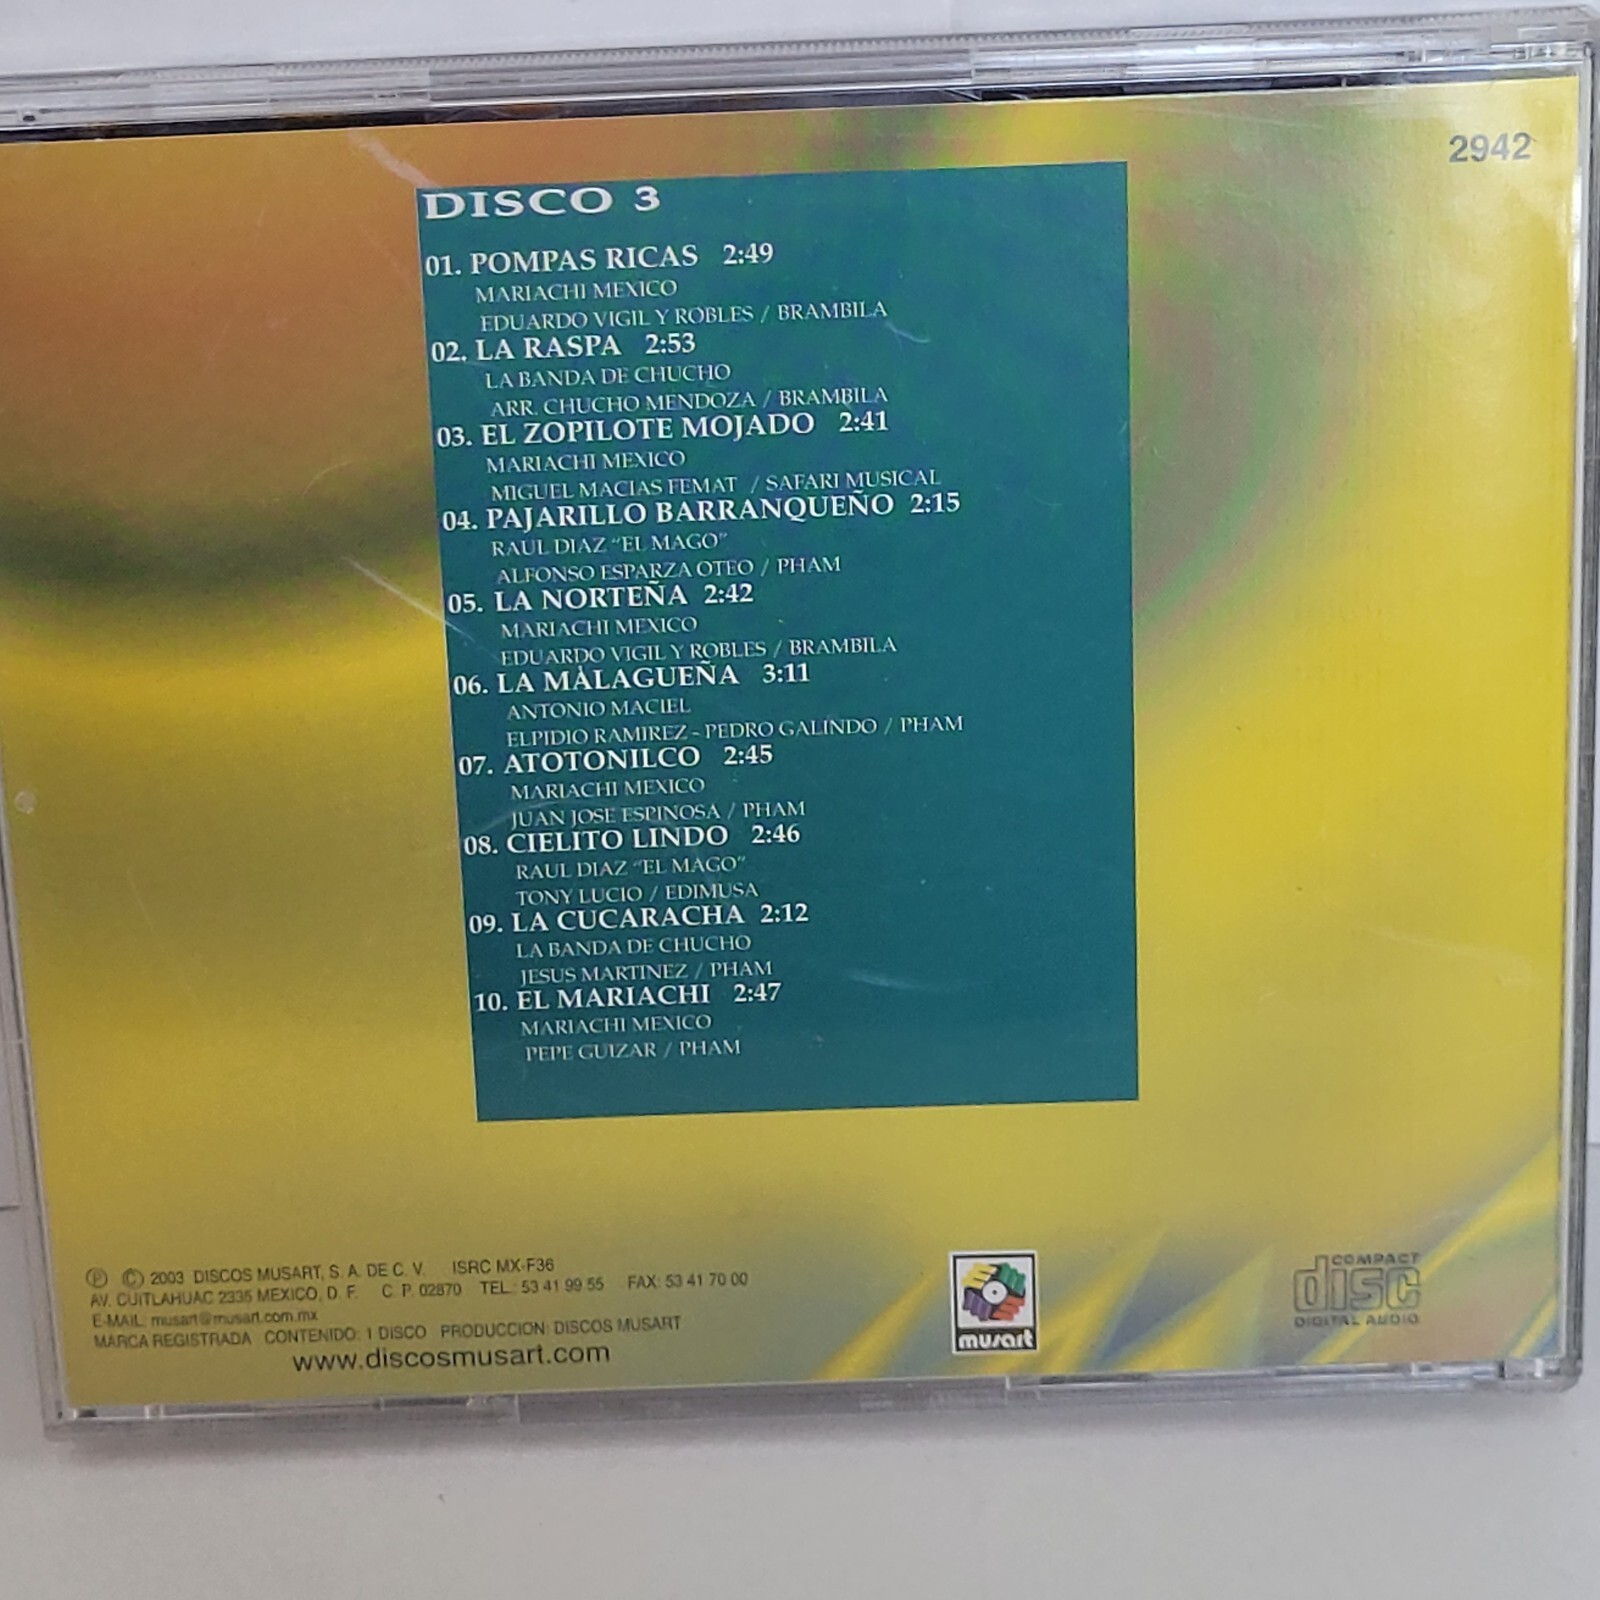 2942
DISCO 3
01. POMPAS RICAS 2:49
MARIACHI MEXICO
EDUARDO VIGIL Y ROBLES / BRAMBILA
02. LA RASPA 2:53
LA BANDA DE CHUCHO
ARR. CHUCHO MENDOZA / BRAMBILA
03. EL ZOPILOTE MOJADO 2:41
MARIACHI MEXICO
MIGUEL MACIAS FEMAT / SAFARI MUSICAL
04. PAJARILLO BARRANQUEÑO 2:15
RAUL DIAZ "EL MAGO"
ALFONSO ESPARZA OTEO / PHAM
05. LA NORTEÑA 2:42
MARIACHI MEXICO
EDUARDO VIGIL Y ROBLES / BRAMBILA
06. LA MALAGUEÑA 3:11
ANTONIO MACIEL
ELPIDIO RAMIREZ - PEDRO GALINDO / PHAM
07. ATOTONILCO 2:45
MARIACHI MEXICO
JUAN JOSE ESPINOSA / PHAM
08. CIELITO LINDO 2:46
RAUL DIAZ "EL MAGO"
TONY LUCIO / EDIMUSA
09. LA CUCARACHA 2:12
LA BANDA DE CHUCHO
JESUS MARTINEZ / PHAM
10. EL MARIACHI 2:47
MARIACHI MEXICO
PEPE GUIZAR / PHAM
℗ © 2003 DISCOS MUSART, S. A. DE C. V. ISRC MX-F36
AV. CUITLAHUAC 2335 MEXICO, D. F. C. P. 02870 TEL.: 53 41 99 55 FAX: 53 41 70 00
E-MAIL: musart@musart.com.mx
MARCA REGISTRADA CONTENIDO: 1 DISCO PRODUCCION: DISCOS MUSART
www.discosmusart.com
musart
COMPACT
disc
DIGITAL AUDIO